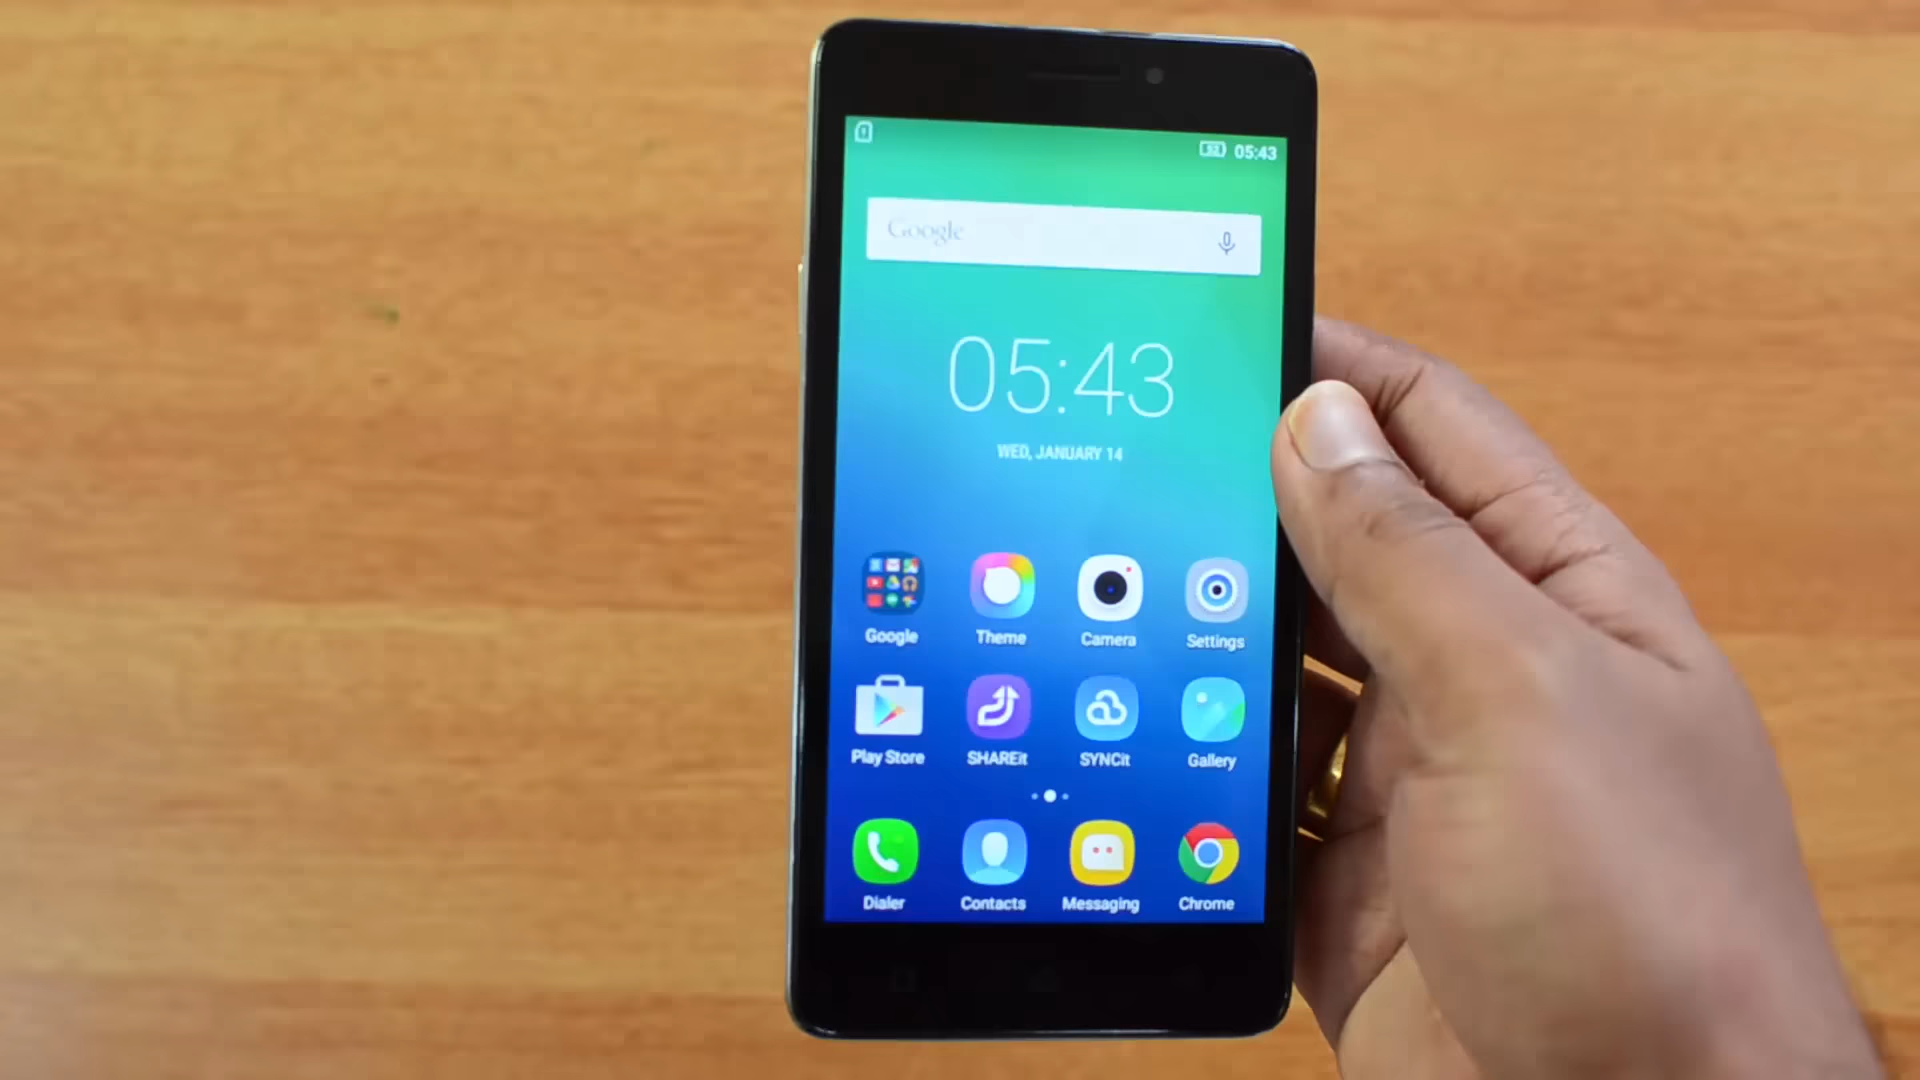 05:43
Google
05:43
WED, JANUARY 14
Google Theme Camera Settings
Play Store SHAREit SYNCit Gallery
Dialer Contacts Messaging Chrome